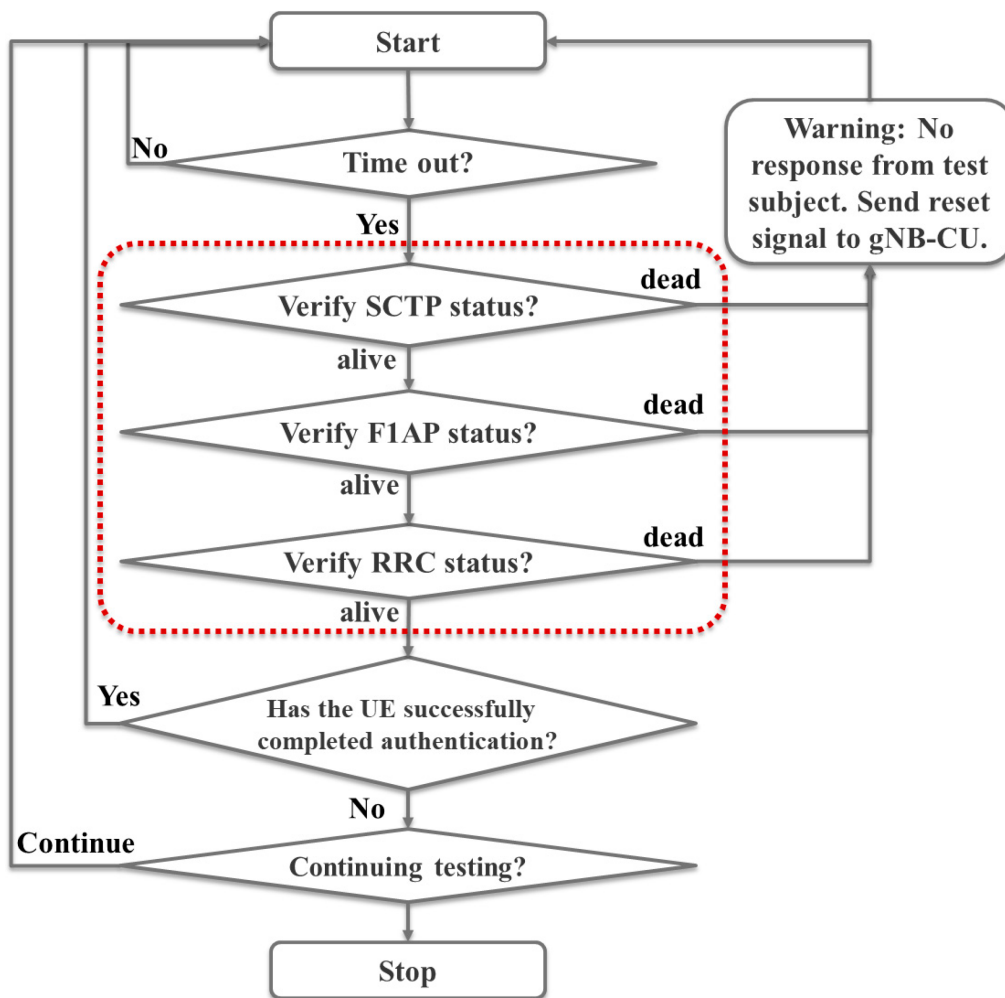 Start
No
Time out?
Yes
Warning: No
response from test
subject. Send reset
signal to gNB-CU.
Verify SCTP status?
dead
alive
Verify F1AP status?
dead
alive
Verify RRC status?
dead
alive
Yes
Has the UE successfully
completed authentication?
No
Continue
Continuing testing?
Stop